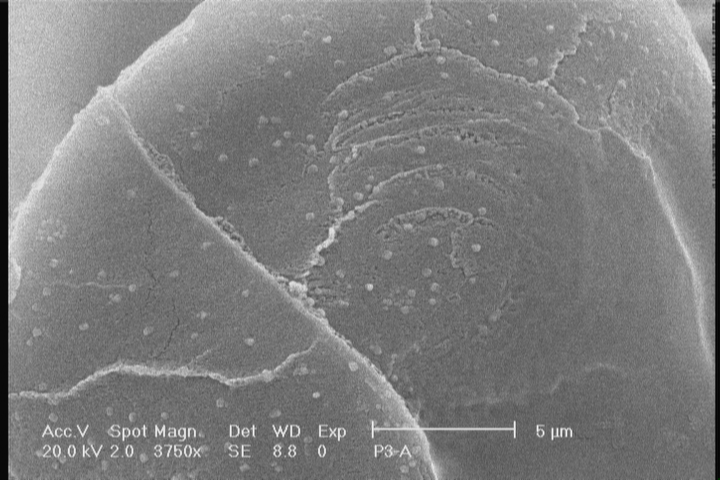 Acc.V Spot Magn Det WD Exp 5 µm
20.0 kV 2.0 3750x SE 8.8 0 P3-A